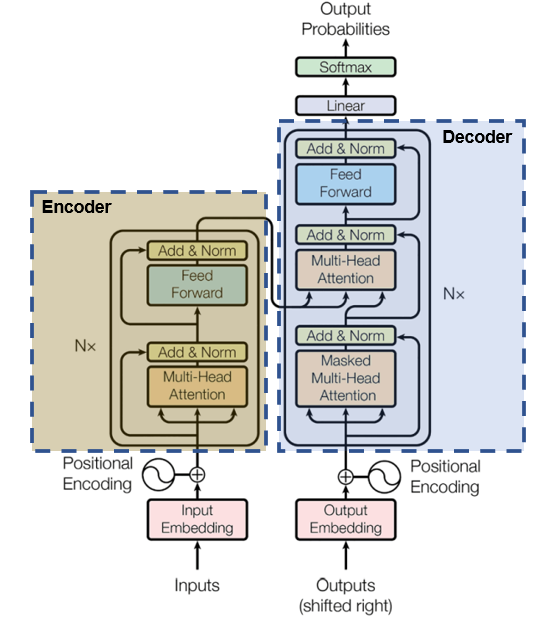 Output
Probabilities
Softmax
Linear
Decoder
Add & Norm
Feed
Forward
Add & Norm
Multi-Head
Attention
Nx
Add & Norm
Masked
Multi-Head
Attention
Encoder
Add & Norm
Feed
Forward
Nx
Add & Norm
Multi-Head
Attention
Positional
Encoding
Positional
Encoding
Input
Embedding
Output
Embedding
Inputs
Outputs
(shifted right)